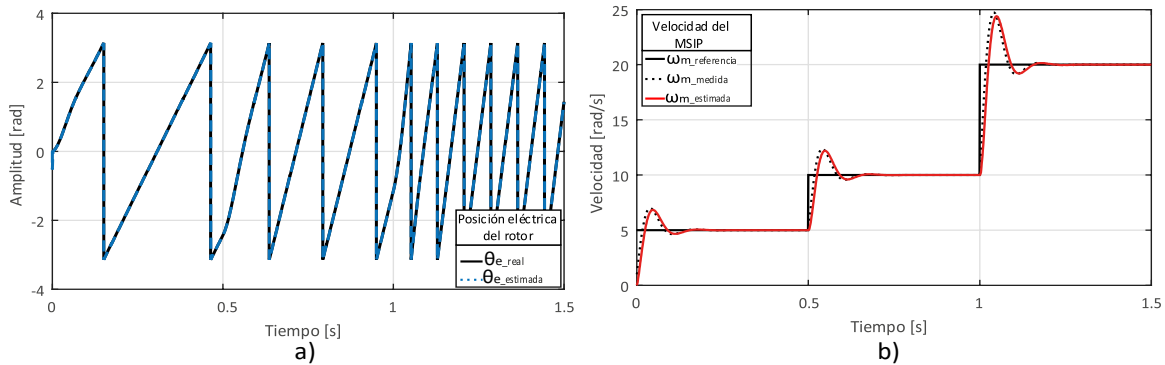 4
2
0
-2
-4
Amplitud [rad]
0
0.5
1
1.5
Tiempo [s]
Posición eléctrica
del rotor
θe_real
θe_estimada
a)
25
20
15
10
5
0
Velocidad [rad/s]
0
0.5
1
1.5
Tiempo [s]
Velocidad del
MSIP
ωm_referencia
ωm_medida
ωm_estimada
b)